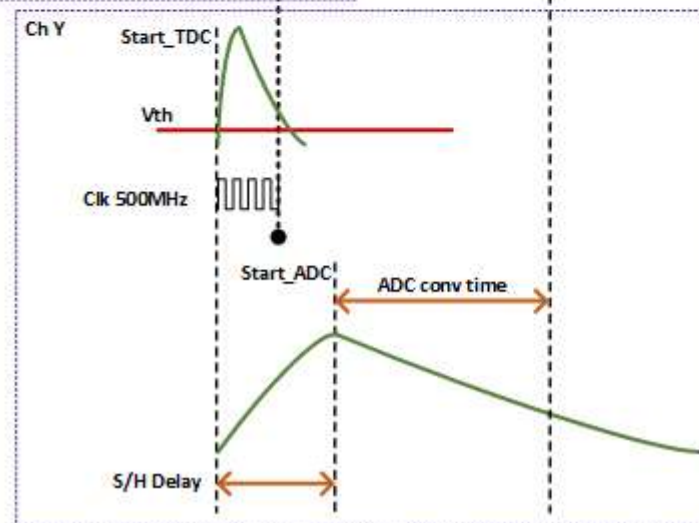 Ch Y
Start_TDC
Vth
Clk 500MHz
Start_ADC
ADC conv time
S/H Delay